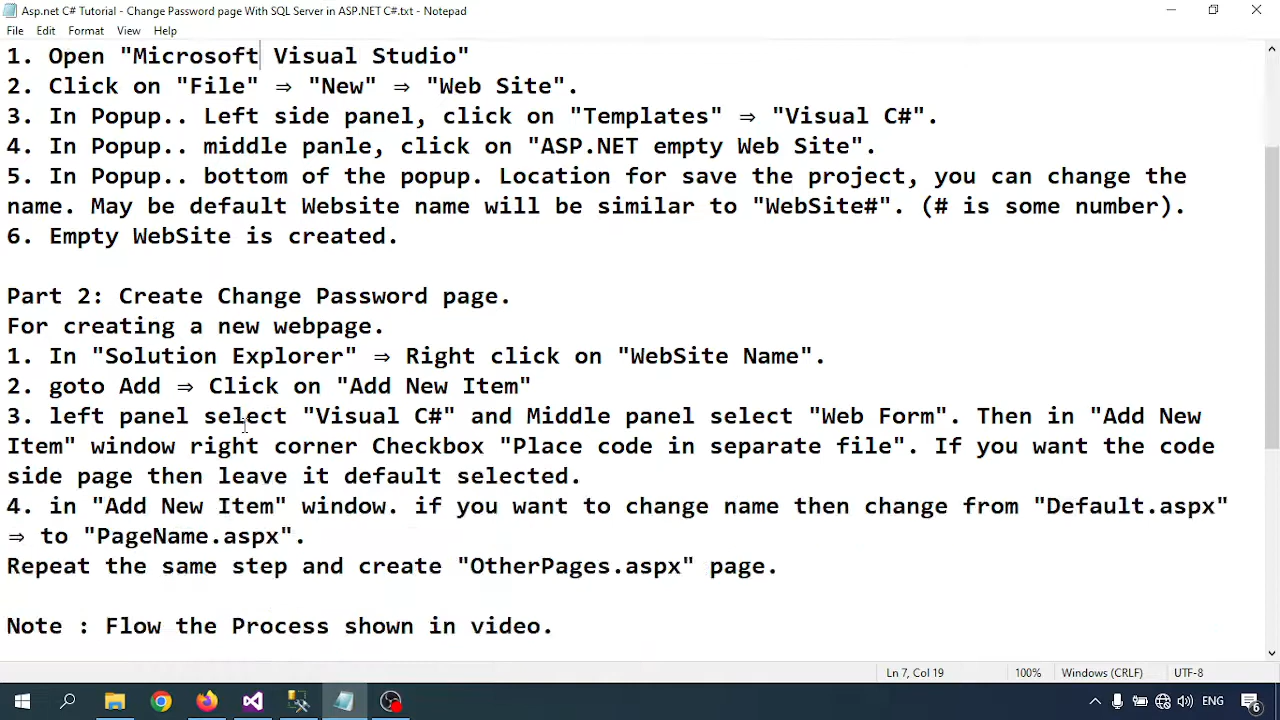 Asp.net C# Tutorial - Change Password page With SQL Server in ASP.NET C#.txt - Notepad
File Edit Format View Help
1. Open "Microsoft Visual Studio"
2. Click on "File" ⇒ "New" ⇒ "Web Site".
3. In Popup.. Left side panel, click on "Templates" ⇒ "Visual C#".
4. In Popup.. middle panle, click on "ASP.NET empty Web Site".
5. In Popup.. bottom of the popup. Location for save the project, you can change the
name. May be default Website name will be similar to "WebSite#". (# is some number).
6. Empty WebSite is created.
Part 2: Create Change Password page.
For creating a new webpage.
1. In "Solution Explorer" ⇒ Right click on "WebSite Name".
2. goto Add ⇒ Click on "Add New Item"
3. left panel select "Visual C#" and Middle panel select "Web Form". Then in "Add New
Item" window right corner Checkbox "Place code in separate file". If you want the code
side page then leave it default selected.
4. in "Add New Item" window. if you want to change name then change from "Default.aspx"
⇒ to "PageName.aspx".
Repeat the same step and create "OtherPages.aspx" page.
Note : Flow the Process shown in video.
Ln 7, Col 19 100% Windows (CRLF) UTF-8
ENG 6